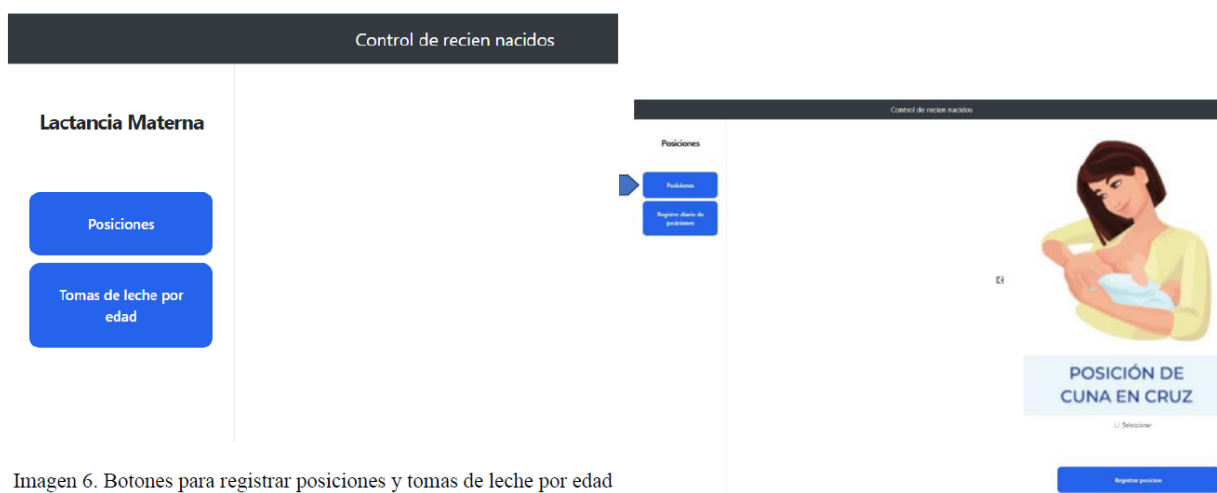 Control de recien nacidos
Lactancia Materna
Posiciones
Tomas de leche por
edad
Imagen 6. Botones para registrar posiciones y tomas de leche por edad
Control de recien nacidos
Posiciones
Posiciones
Registro diario de
posiciones
POSICIÓN DE
CUNA EN CRUZ
Seleccionar
Registrar posicion